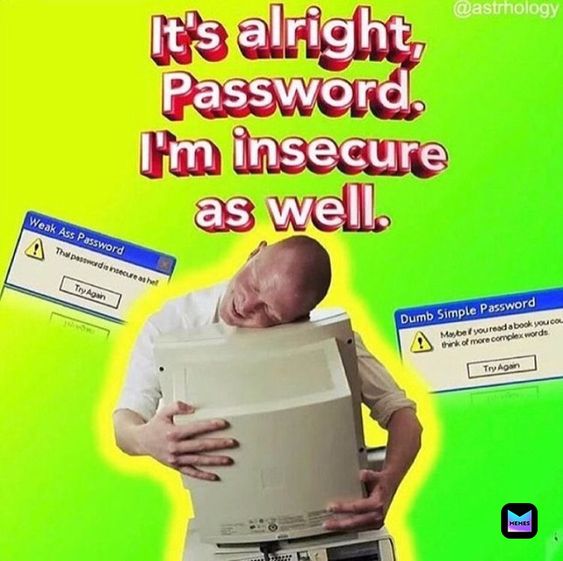 @astrhology
It's alright,
Password.
I'm insecure
as well.
Weak Ass Password
That password is insecure as hell
Try Again
Dumb Simple Password
Maybe if you read a book you cou
think of more complex words.
Try Again
MEMES